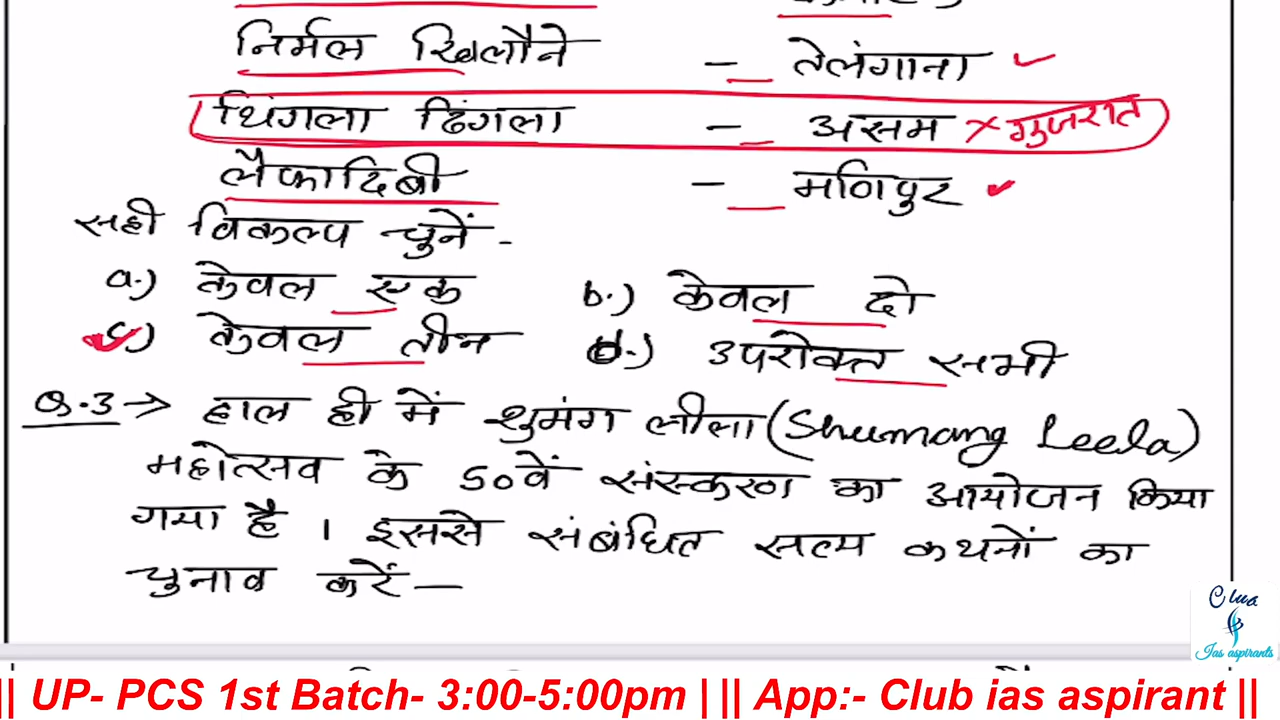 निर्मल खिलौने - तेलंगाना ✓
थिंगला ढिंगला - असम × गुजरात
लैफादिबी - मणिपुर ✓
सही विकल्प चुनें -
a.) केवल एक b.) केवल दो
c) केवल तीन d.) उपरोक्त सभी
Q.3 → हाल ही में शुमंग लीला (Shumang Leela)
महोत्सव के 50वें संस्करण का आयोजन किया
गया है । इससे संबंधित सत्य कथनों का
चुनाव करें —
Club
Ias aspirants
|| UP- PCS 1st Batch- 3:00-5:00pm | || App:- Club ias aspirant ||